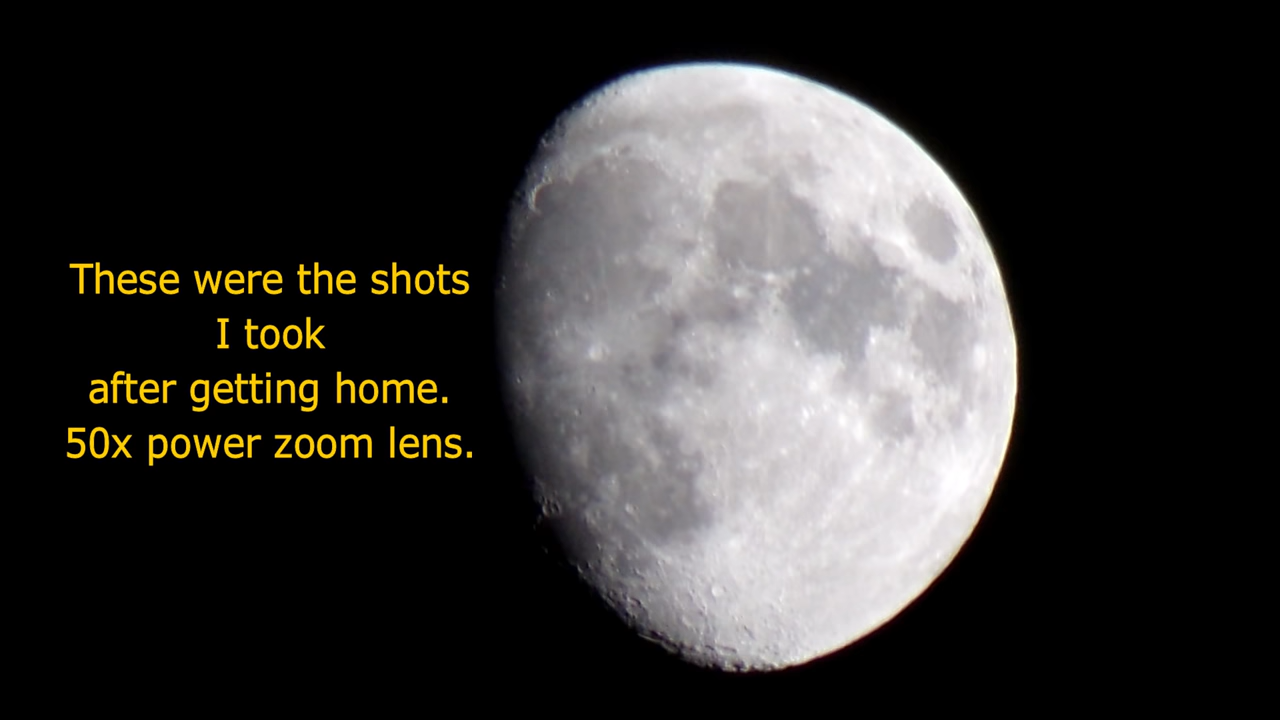 These were the shots
I took
after getting home.
50x power zoom lens.